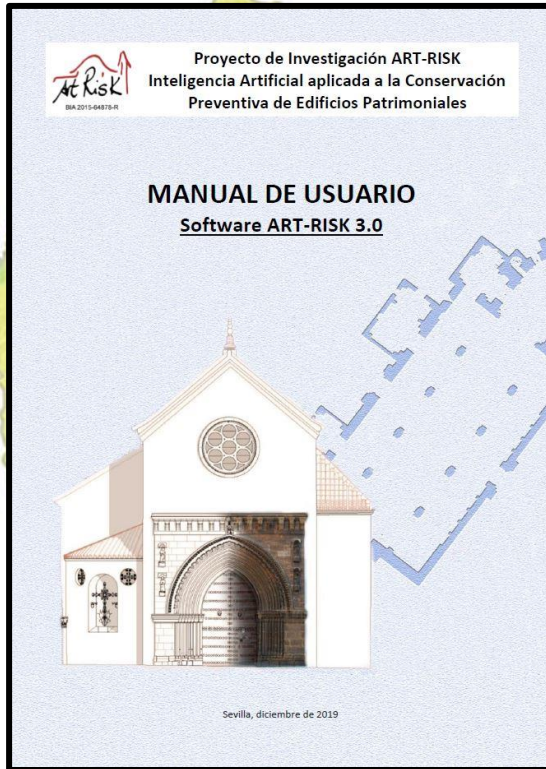 Art Risk
BIA 2015-64878-R
Proyecto de Investigación ART-RISK
Inteligencia Artificial aplicada a la Conservación
Preventiva de Edificios Patrimoniales
MANUAL DE USUARIO
Software ART-RISK 3.0
Sevilla, diciembre de 2019